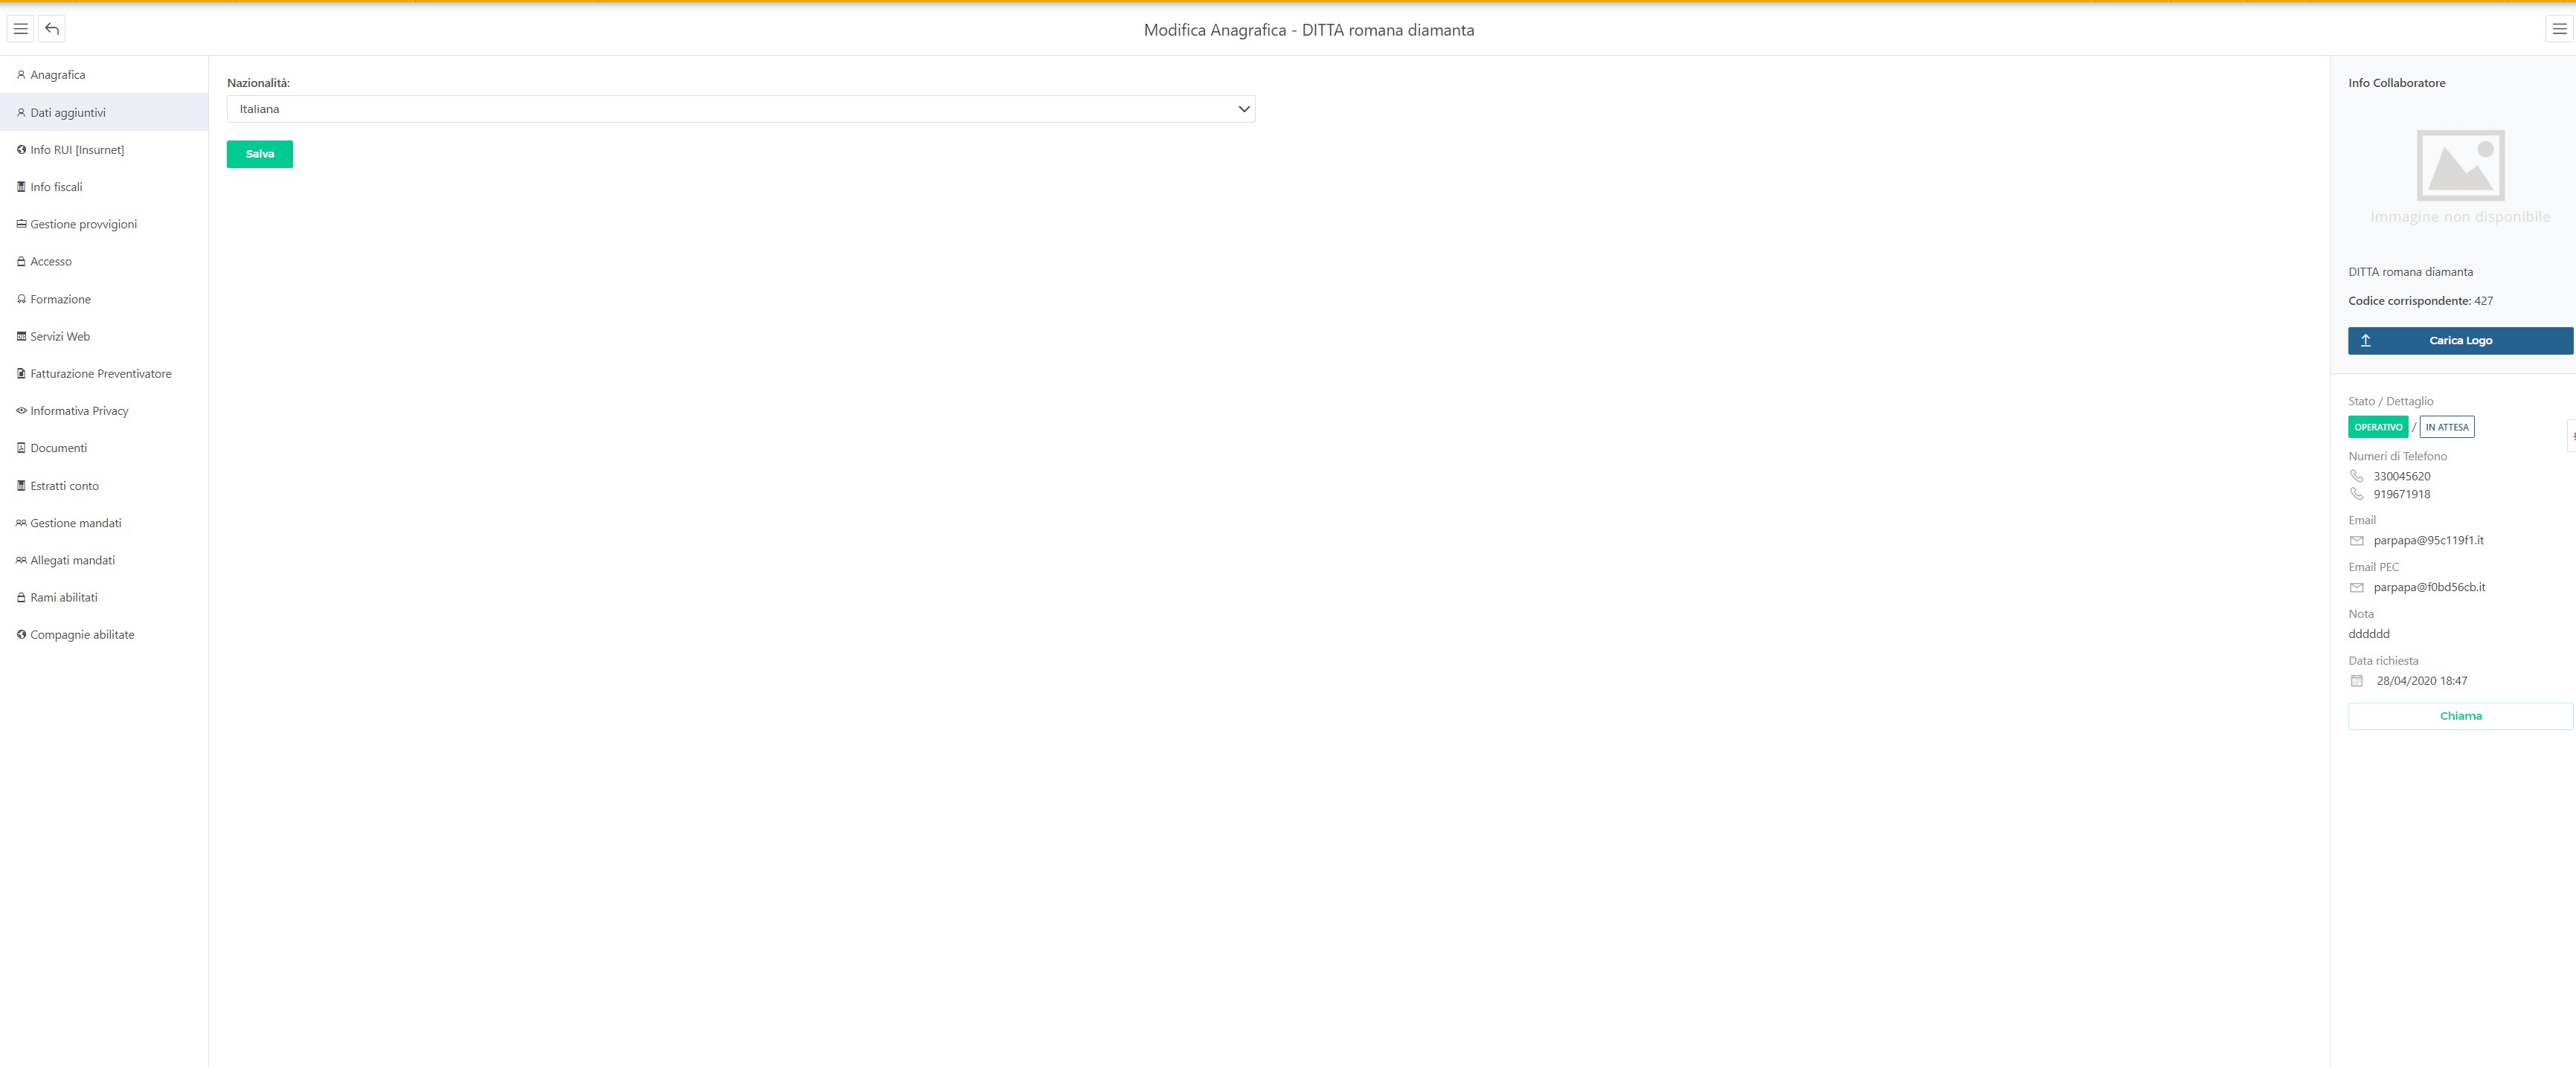 Modifica Anagrafica - DITTA romana diamanta
Anagrafica
Dati aggiuntivi
Info RUI [Insurnet]
Info fiscali
Gestione provvigioni
Accesso
Formazione
Servizi Web
Fatturazione Preventivatore
Informativa Privacy
Documenti
Estratti conto
Gestione mandati
Allegati mandati
Rami abilitati
Compagnie abilitate
Nazionalità:
Italiana
Salva
Info Collaboratore
Immagine non disponibile
DITTA romana diamanta
Codice corrispondente: 427
Carica Logo
Stato / Dettaglio
OPERATIVO / IN ATTESA
Numeri di Telefono
330045620
919671918
Email
parpapa@95c119f1.it
Email PEC
parpapa@f0bd56cb.it
Nota
dddddd
Data richiesta
28/04/2020 18:47
Chiama